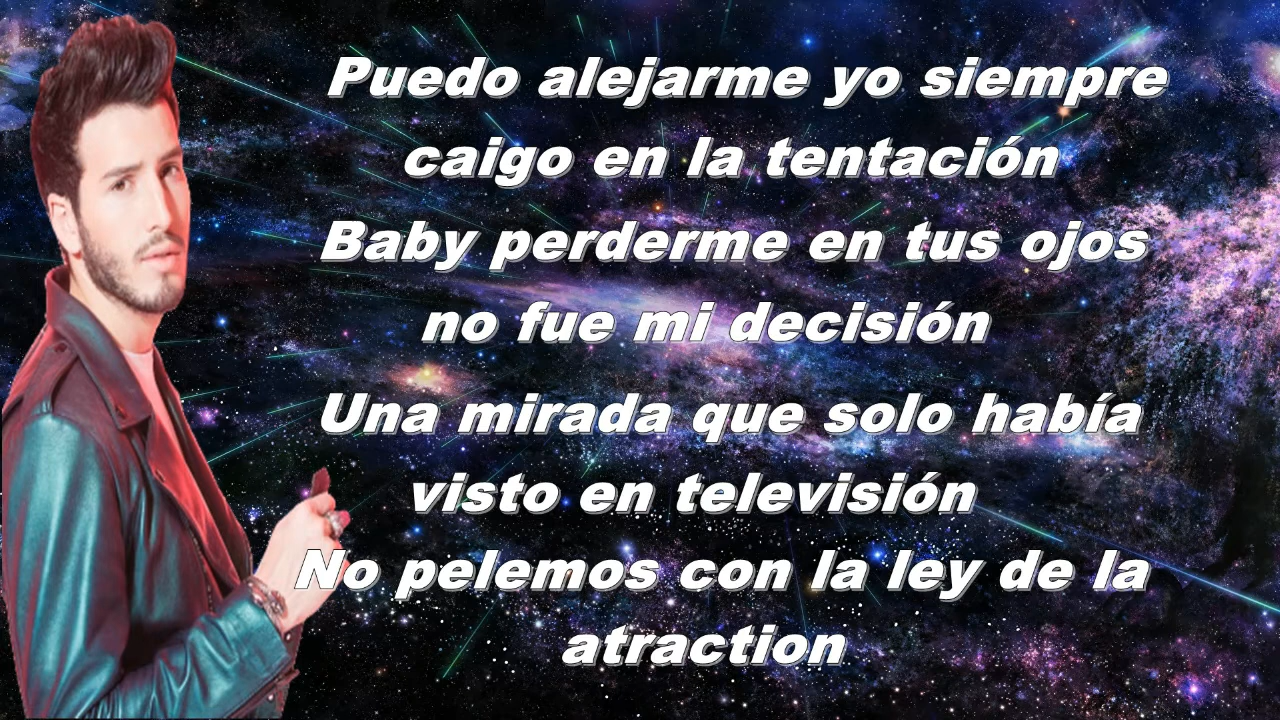 Puedo alejarme yo siempre
caigo en la tentación
Baby perderme en tus ojos
no fue mi decisión
Una mirada que solo había
visto en televisión
No pelemos con la ley de la
atraction